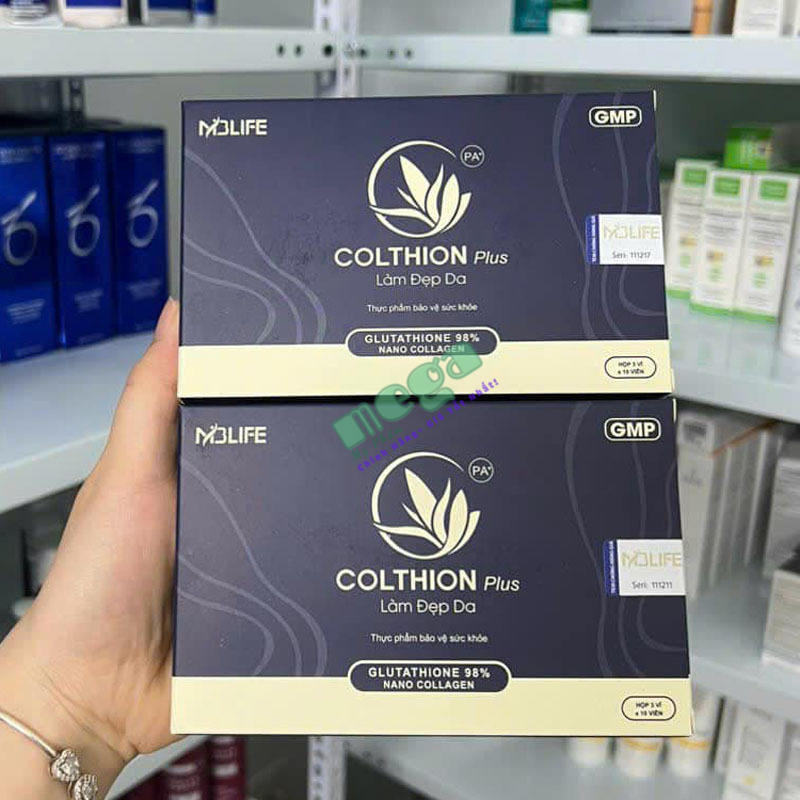 MDLIFE
GMP
PA+
COLTHION Plus
Làm Đẹp Da
Thực phẩm bảo vệ sức khỏe
GLUTATHIONE 98%
NANO COLLAGEN
HỘP 3 VỈ
x 10 VIÊN
MDLIFE
Seri: 111217
mega
MDLIFE
GMP
PA+
COLTHION Plus
Làm Đẹp Da
Thực phẩm bảo vệ sức khỏe
GLUTATHIONE 98%
NANO COLLAGEN
HỘP 3 VỈ
x 10 VIÊN
MDLIFE
Seri: 111211